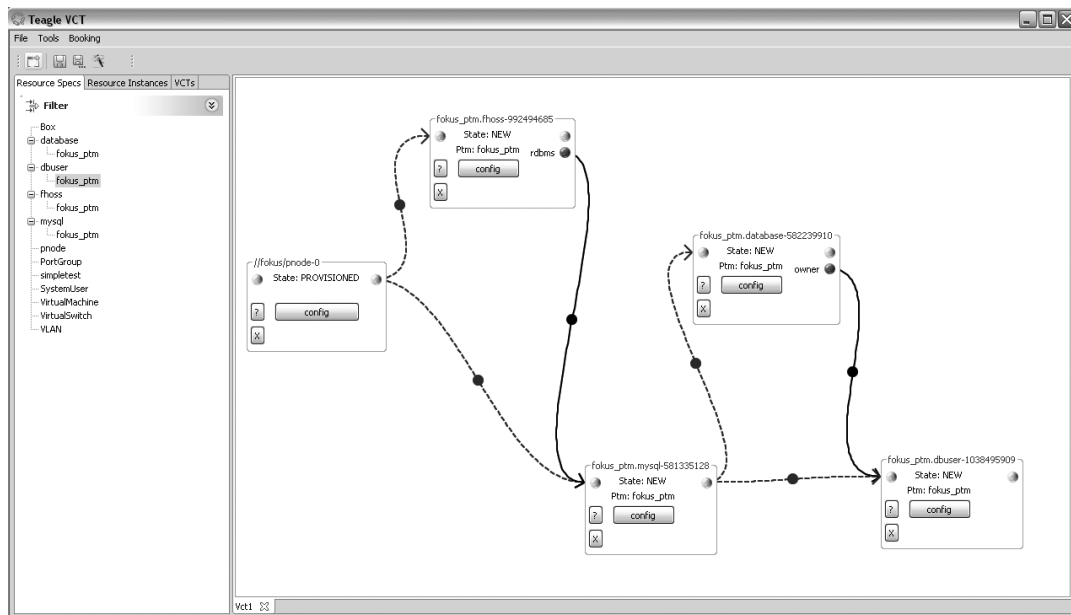 Teagle VCT
File Tools Booking
Resource Specs Resource Instances VCTs
Filter
Box
database
fokus_ptm
dbuser
fokus_ptm
fhoss
fokus_ptm
mysql
fokus_ptm
pnode
PortGroup
simpletest
SystemUser
VirtualMachine
VirtualSwitch
VLAN
fokus_ptm.fhoss-992494685
State: NEW
Ptm: fokus_ptm
rdbms
?
config
X
//fokus/pnode-0
State: PROVISIONED
?
config
X
fokus_ptm.database-582239910
State: NEW
Ptm: fokus_ptm
owner
?
config
X
fokus_ptm.mysql-581335128
State: NEW
Ptm: fokus_ptm
?
config
X
fokus_ptm.dbuser-1038495909
State: NEW
Ptm: fokus_ptm
?
config
X
Vct1